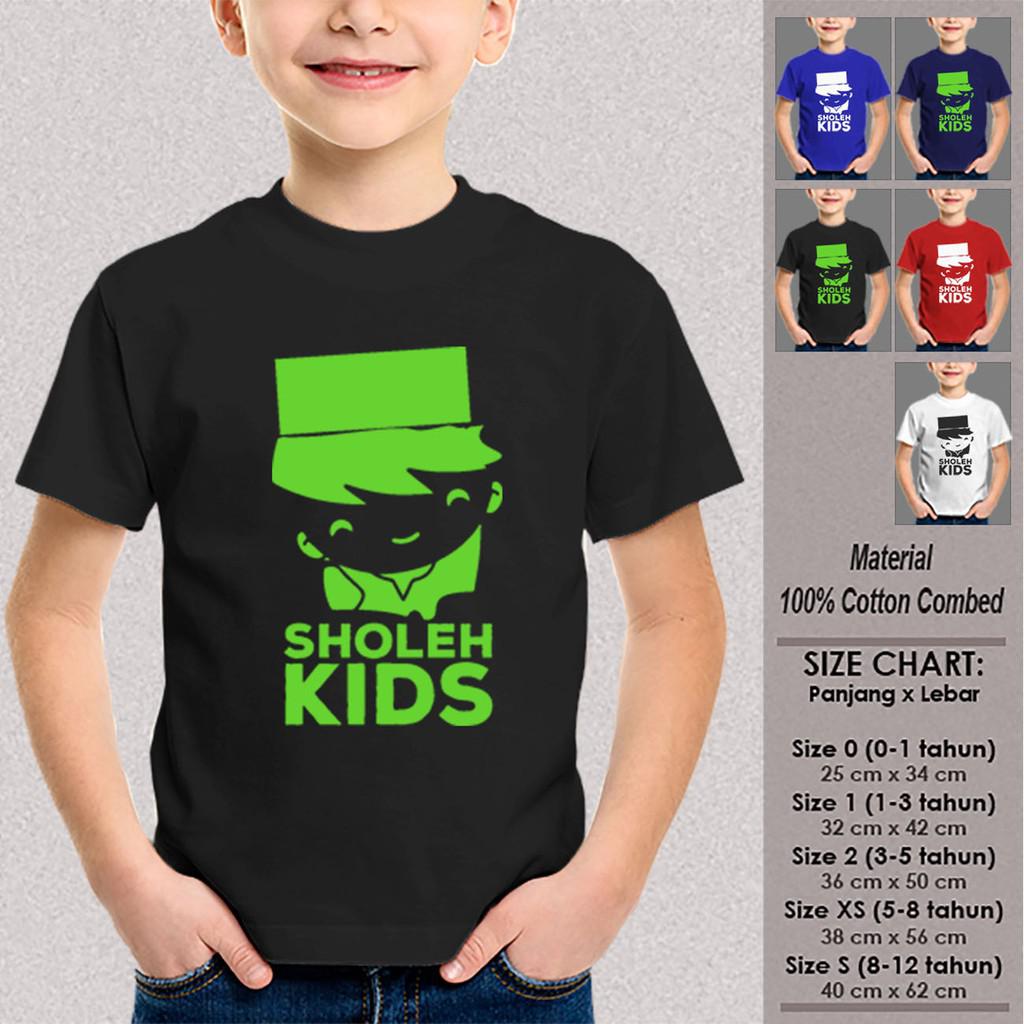 SHOLEH
KIDS
SHOLEH
KIDS
SHOLEH
KIDS
SHOLEH
KIDS
SHOLEH
KIDS
SHOLEH
KIDS
Material
100% Cotton Combed
SIZE CHART:
Panjang x Lebar
Size 0 (0-1 tahun)
25 cm x 34 cm
Size 1 (1-3 tahun)
32 cm x 42 cm
Size 2 (3-5 tahun)
36 cm x 50 cm
Size XS (5-8 tahun)
38 cm x 56 cm
Size S (8-12 tahun)
40 cm x 62 cm